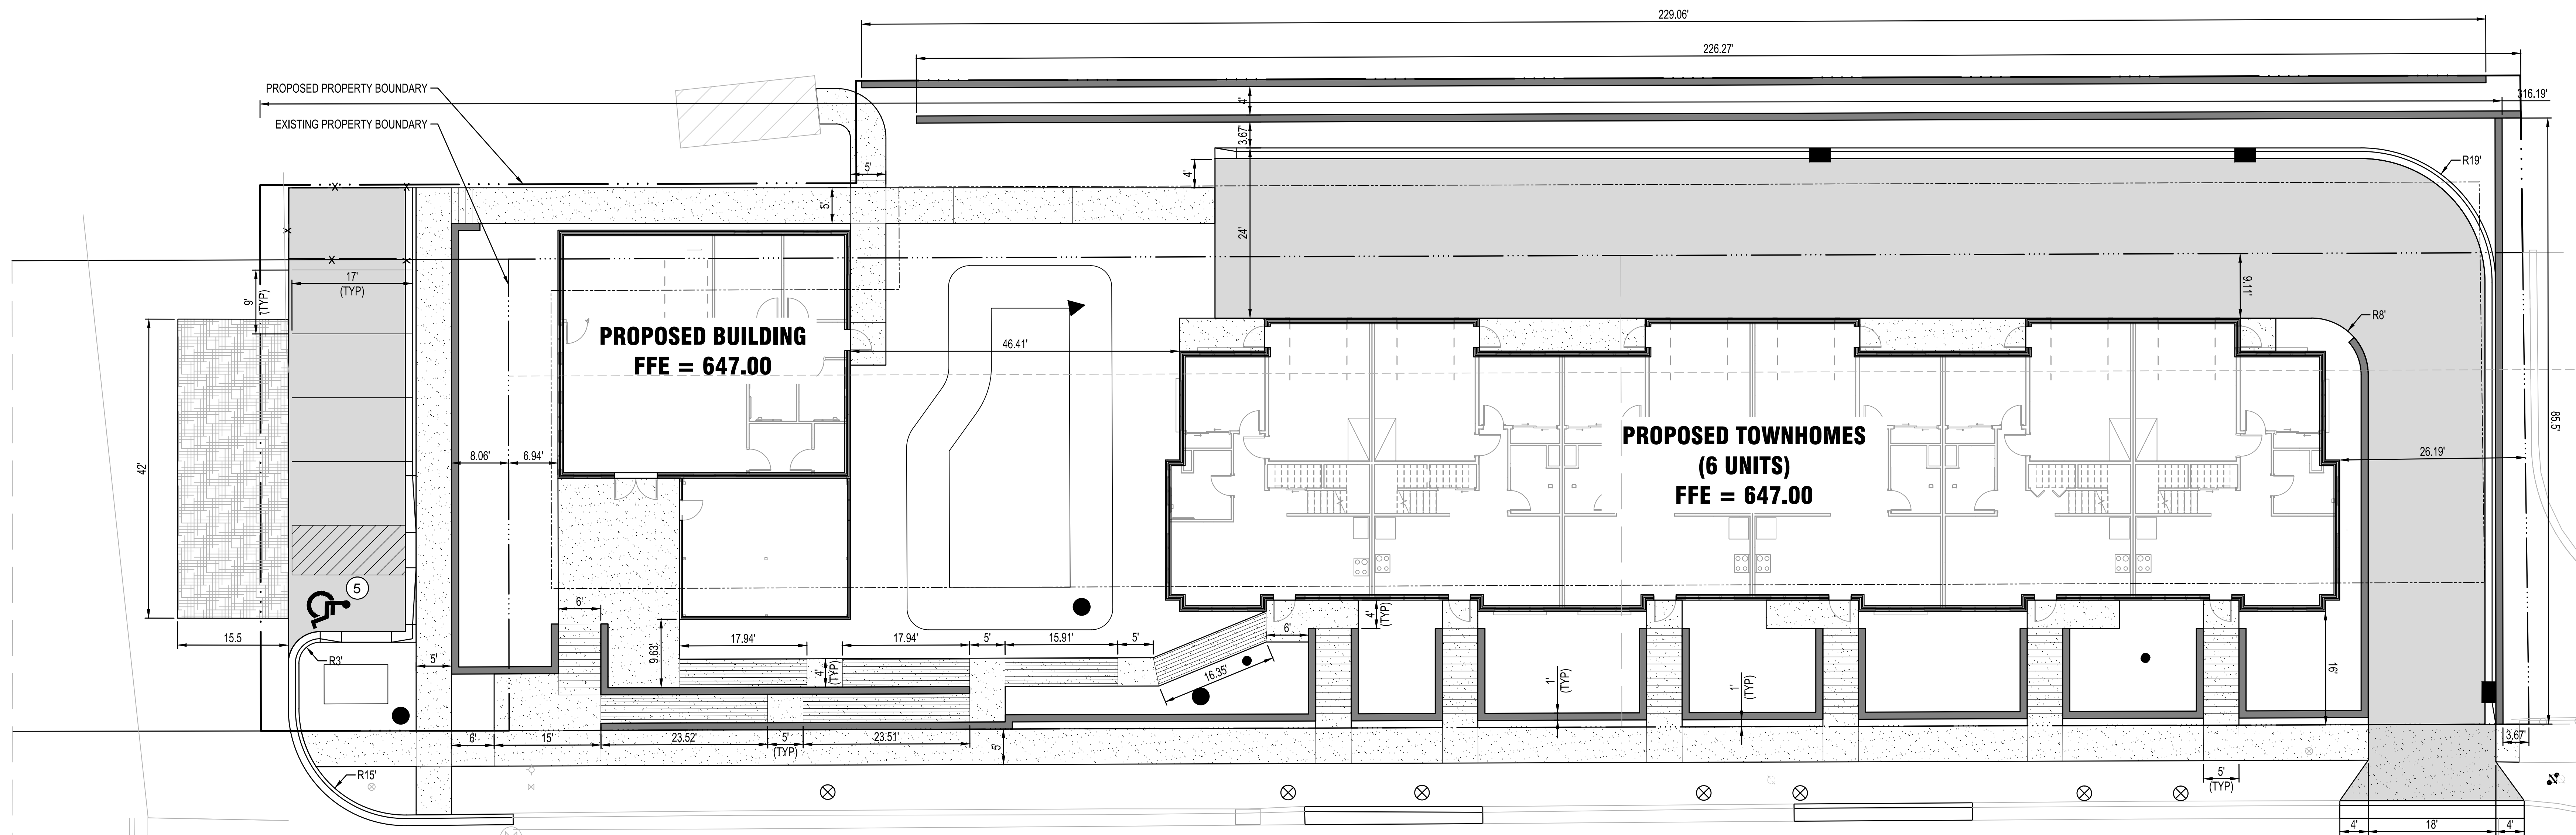 229.06'
226.27'
PROPOSED PROPERTY BOUNDARY
316.19'
4'
EXISTING PROPERTY BOUNDARY
3.67'
R19'
5'
4'
X
X
5'
X
24'
X
X
17'
(TYP)
9'
(TYP)
9.11'
R8'
PROPOSED BUILDING
FFE = 647.00
46.41'
85.5'
PROPOSED TOWNHOMES
(6 UNITS)
FFE = 647.00
8.06'
6.94'
26.19'
42'
5
6'
4'
(TYP)
6'
15.5
R3'
5'
9.63'
17.94'
4'
(TYP)
17.94'
5'
15.91'
5'
16.35'
16'
1'
(TYP)
1'
(TYP)
6'
15'
23.52'
5'
(TYP)
23.51'
5'
3.67'
R15'
5'
(TYP)
4'
18'
4'